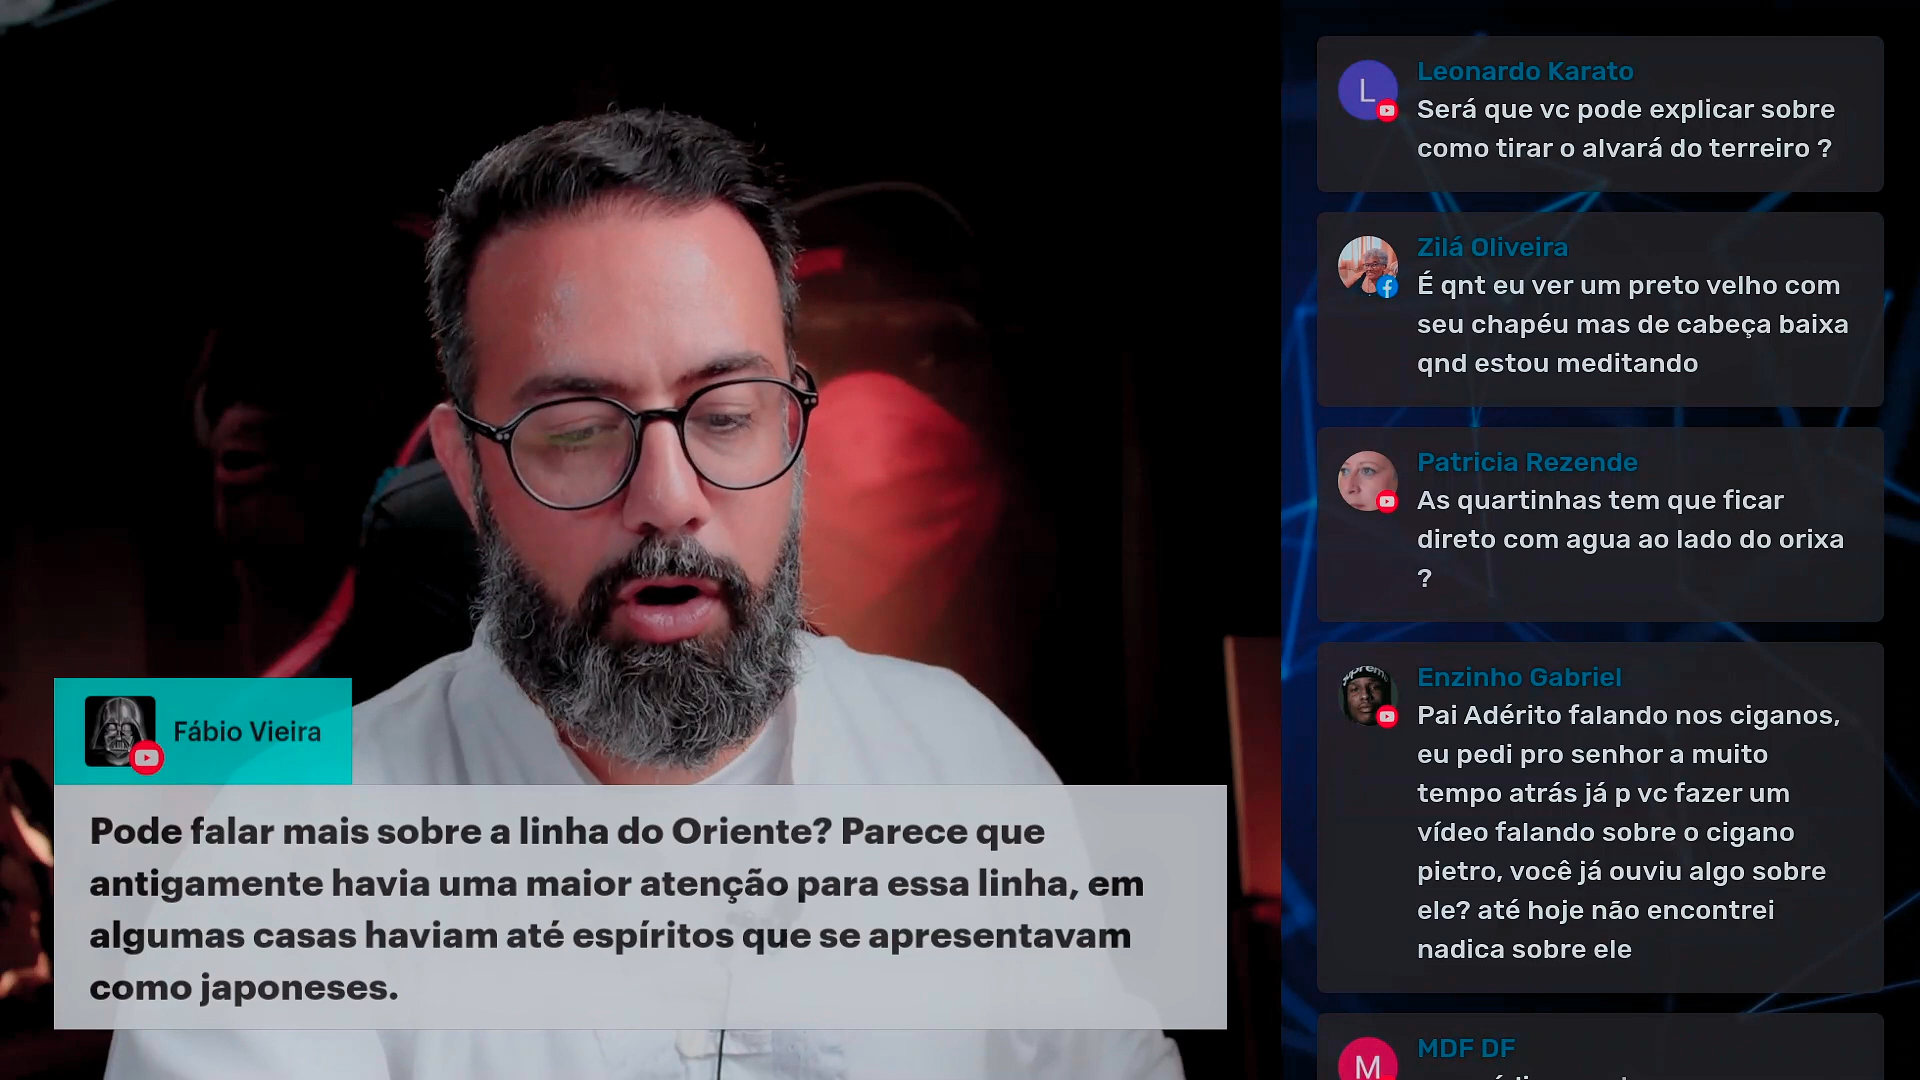 Fábio Vieira
Pode falar mais sobre a linha do Oriente? Parece que
antigamente havia uma maior atenção para essa linha, em
algumas casas haviam até espíritos que se apresentavam
como japoneses.
L
Leonardo Karato
Será que vc pode explicar sobre
como tirar o alvará do terreiro ?
Zilá Oliveira
É qnt eu ver um preto velho com
seu chapéu mas de cabeça baixa
qnd estou meditando
Patricia Rezende
As quartinhas tem que ficar
direto com agua ao lado do orixa
?
Enzinho Gabriel
Pai Adérito falando nos ciganos,
eu pedi pro senhor a muito
tempo atrás já p vc fazer um
vídeo falando sobre o cigano
pietro, você já ouviu algo sobre
ele? até hoje não encontrei
nadica sobre ele
M
MDF DF